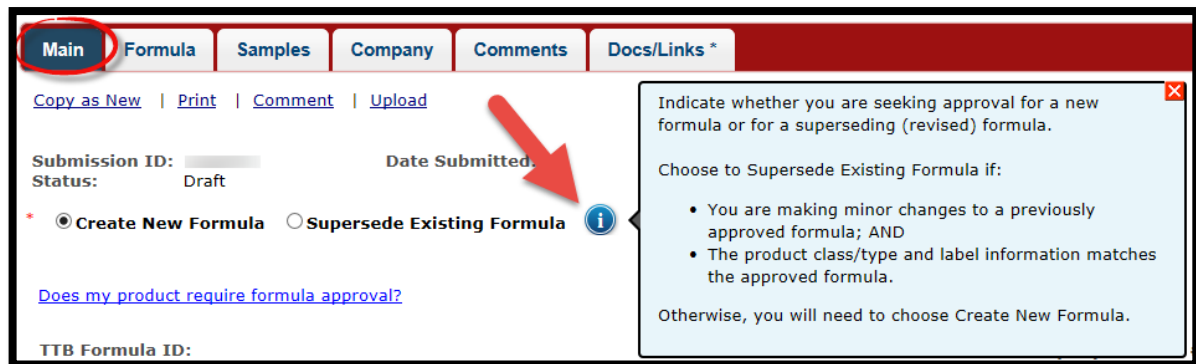 Main Formula Samples Company Comments Docs/Links *
Copy as New | Print | Comment | Upload
Submission ID: Date Submitted:
Status: Draft
* Create New Formula Supersede Existing Formula i
Does my product require formula approval?
TTB Formula ID:
X
Indicate whether you are seeking approval for a new
formula or for a superseding (revised) formula.
Choose to Supersede Existing Formula if:
• You are making minor changes to a previously
approved formula; AND
• The product class/type and label information matches
the approved formula.
Otherwise, you will need to choose Create New Formula.